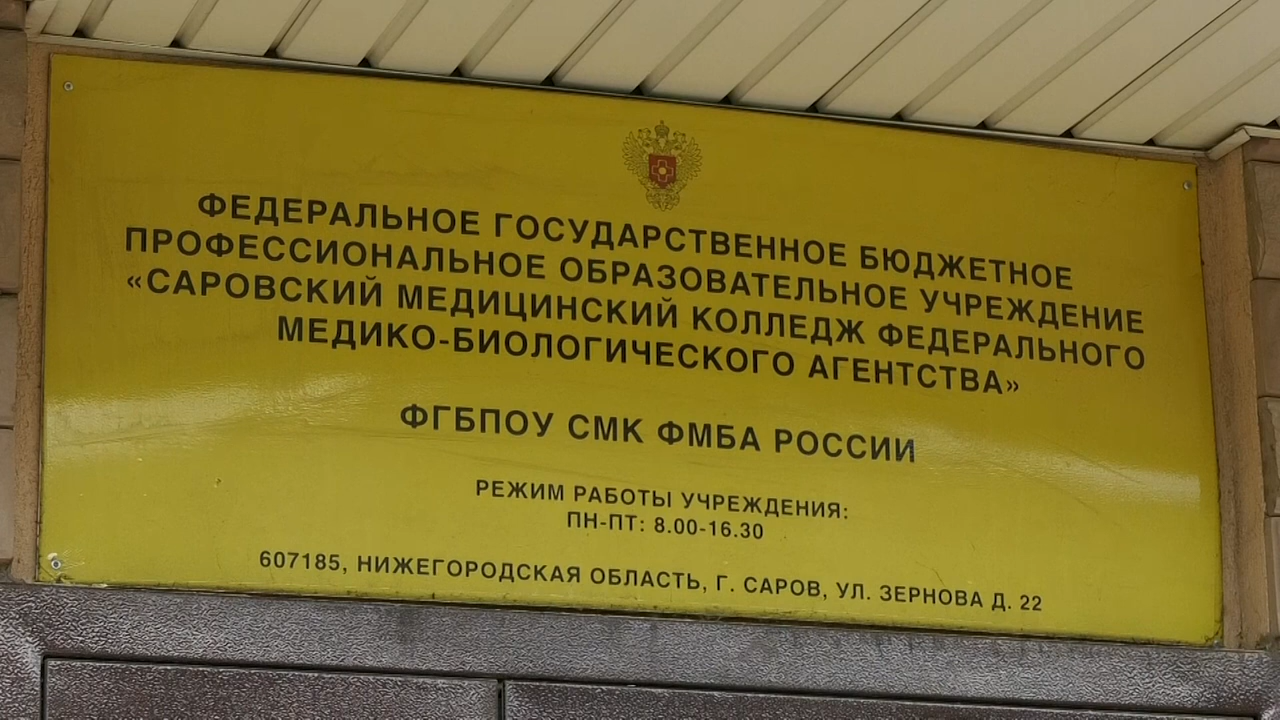 ФЕДЕРАЛЬНОЕ ГОСУДАРСТВЕННОЕ БЮДЖЕТНОЕ
ПРОФЕССИОНАЛЬНОЕ ОБРАЗОВАТЕЛЬНОЕ УЧРЕЖДЕНИЕ
«САРОВСКИЙ МЕДИЦИНСКИЙ КОЛЛЕДЖ ФЕДЕРАЛЬНОГО
МЕДИКО-БИОЛОГИЧЕСКОГО АГЕНТСТВА»
ФГБПОУ СМК ФМБА РОССИИ
РЕЖИМ РАБОТЫ УЧРЕЖДЕНИЯ:
ПН-ПТ: 8.00-16.30
607185, НИЖЕГОРОДСКАЯ ОБЛАСТЬ, Г. САРОВ, УЛ. ЗЕРНОВА Д. 22